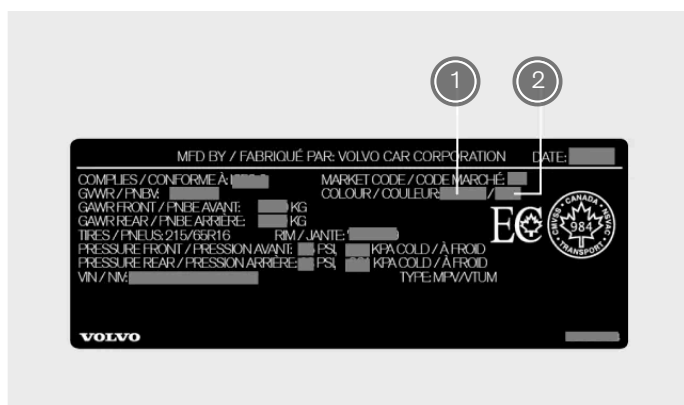 1 2
MFD BY / FABRIQUÉ PAR: VOLVO CAR CORPORATION DATE:
COMPLIES / CONFORME À: MARKET CODE / CODE MARCHÉ:
GVWR / PNBV: COLOUR / COULEUR: /
GAWR FRONT / PNBE AVANT: KG
GAWR REAR / PNBE ARRIÈRE: KG
TIRES / PNEUS: 215/65R16 RIM / JANTE:
PRESSURE FRONT / PRESSION AVANT: PSI, KPA COLD / À FROID
PRESSURE REAR / PRESSION ARRIÈRE: PSI, KPA COLD / À FROID
VIN / NIV: TYPE: MPV/VTUM
EC
CMVSS • CANADA • NSVAC
984
TRANSPORT
VOLVO